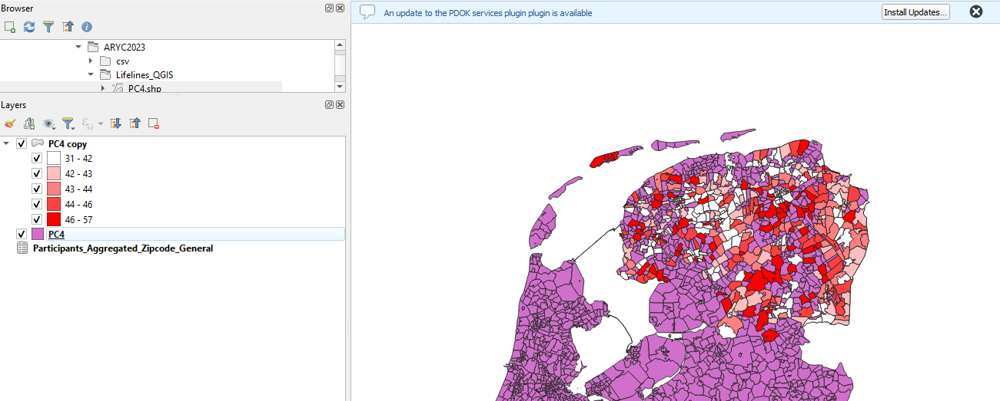 Browser
ARYC2023
csv
Lifelines_QGIS
PC4.shp
Layers
PC4 copy
31 - 42
42 - 43
43 - 44
44 - 46
46 - 57
PC4
Participants_Aggregated_Zipcode_General
An update to the PDOK services plugin plugin is available
Install Updates...